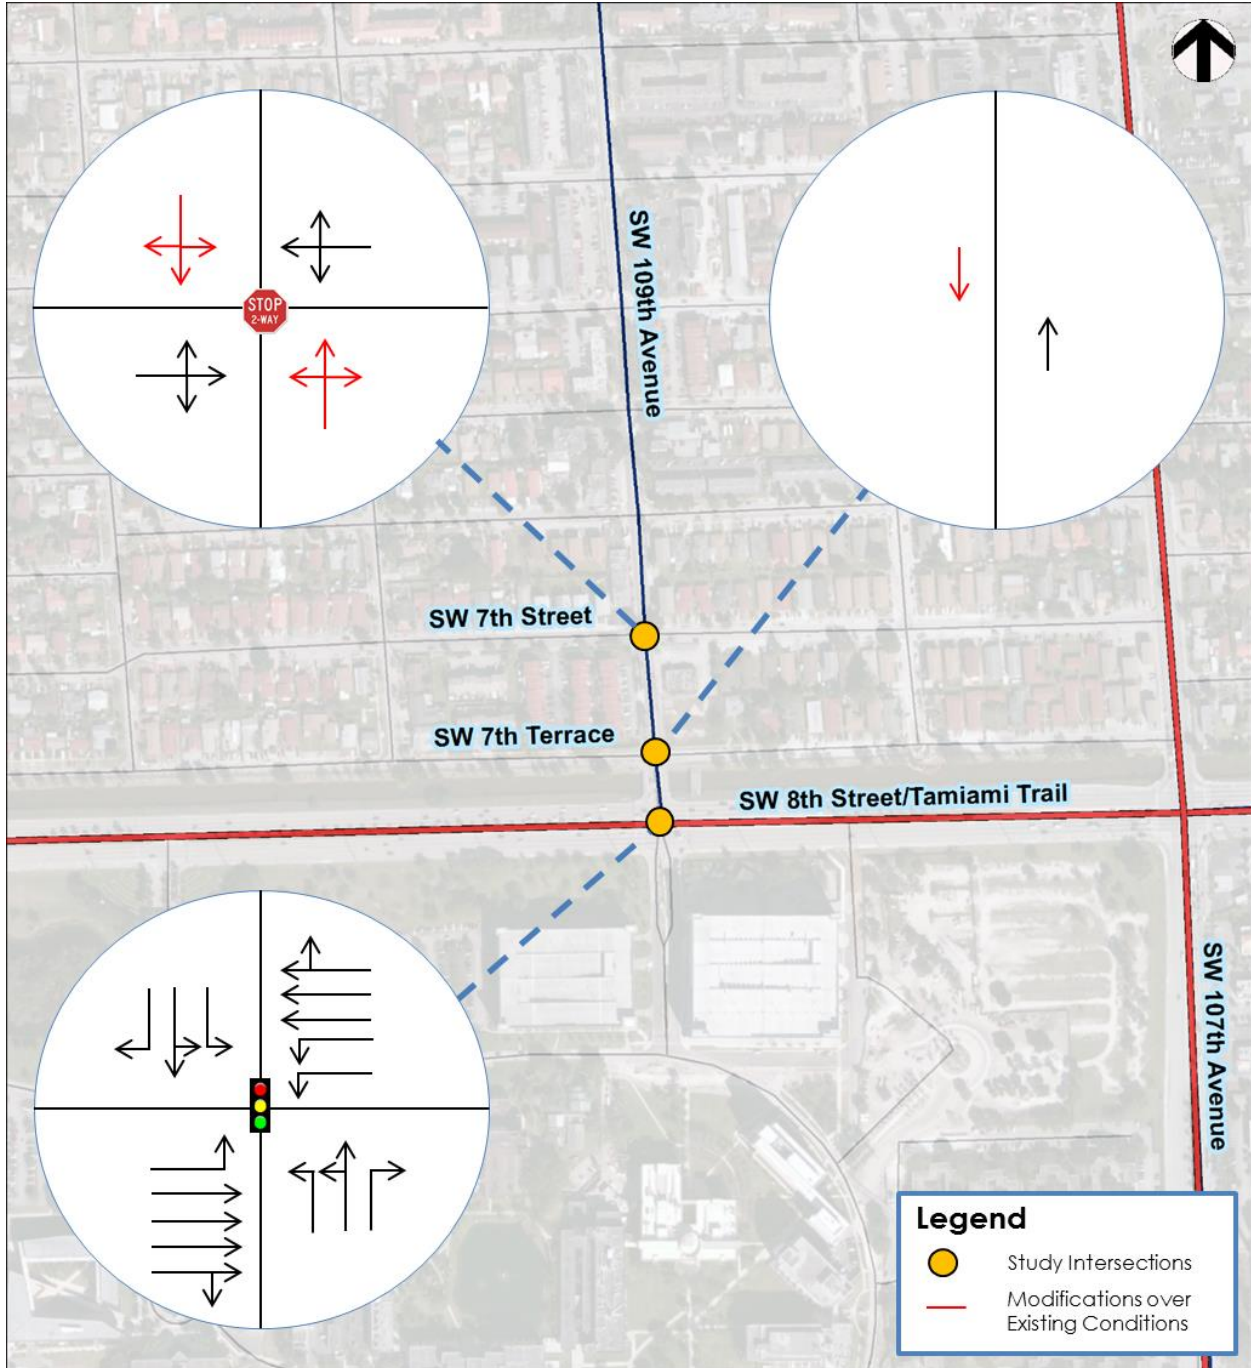 SW 109th Avenue
STOP
2-WAY
SW 7th Street
SW 7th Terrace
SW 8th Street/Tamiami Trail
SW 107th Avenue
Legend
Study Intersections
Modifications over
Existing Conditions